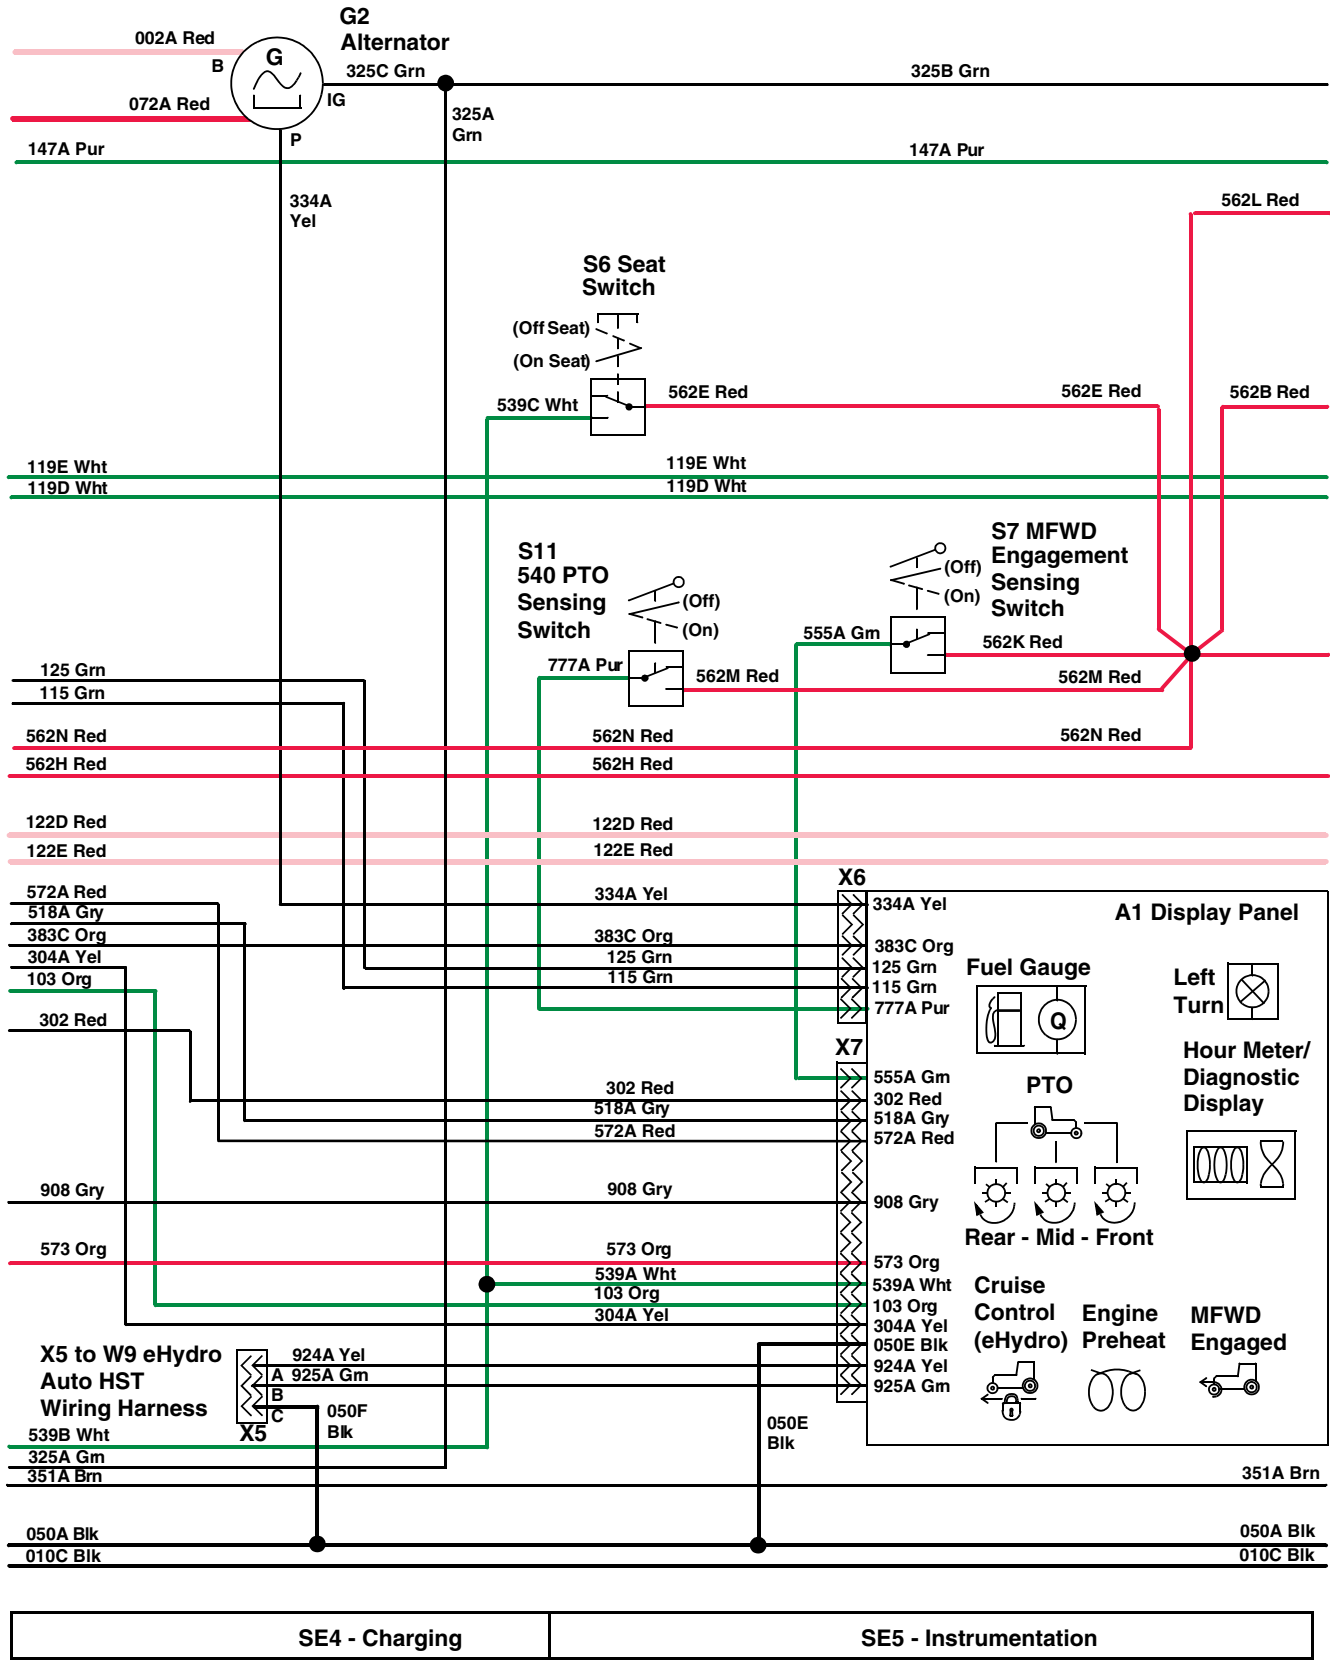 G2
Alternator
002A Red
B
G
325C Grn
325B Grn
IG
072A Red
P
325A
Grn
147A Pur
147A Pur
334A
Yel
562L Red
S6 Seat
Switch
(Off Seat)
(On Seat)
539C Wht
562E Red
562E Red
562B Red
119E Wht
119E Wht
119D Wht
119D Wht
S11
540 PTO
Sensing
Switch
(Off)
(On)
S7 MFWD
Engagement
Sensing
Switch
(Off)
(On)
555A Grn
562K Red
777A Pur
562M Red
562M Red
125 Grn
115 Grn
562N Red
562N Red
562N Red
562H Red
562H Red
122D Red
122D Red
122E Red
122E Red
X6
572A Red
334A Yel
334A Yel
A1 Display Panel
518A Gry
383C Org
383C Org
383C Org
304A Yel
125 Grn
125 Grn
103 Org
115 Grn
115 Grn
777A Pur
Fuel Gauge
Q
Left
Turn
302 Red
X7
Hour Meter/
Diagnostic
Display
555A Grn
302 Red
302 Red
518A Gry
518A Gry
572A Red
572A Red
PTO
908 Gry
908 Gry
908 Gry
Rear - Mid - Front
573 Org
573 Org
573 Org
539A Wht
539A Wht
103 Org
103 Org
304A Yel
304A Yel
050E Blk
924A Yel
925A Grn
Cruise
Control
(eHydro)
Engine
Preheat
MFWD
Engaged
X5 to W9 eHydro
Auto HST
Wiring Harness
924A Yel
A
925A Grn
B
C
X5
050F
Blk
050E
Blk
539B Wht
325A Grn
351A Brn
351A Brn
050A Blk
050A Blk
010C Blk
010C Blk
SE4 - Charging
SE5 - Instrumentation